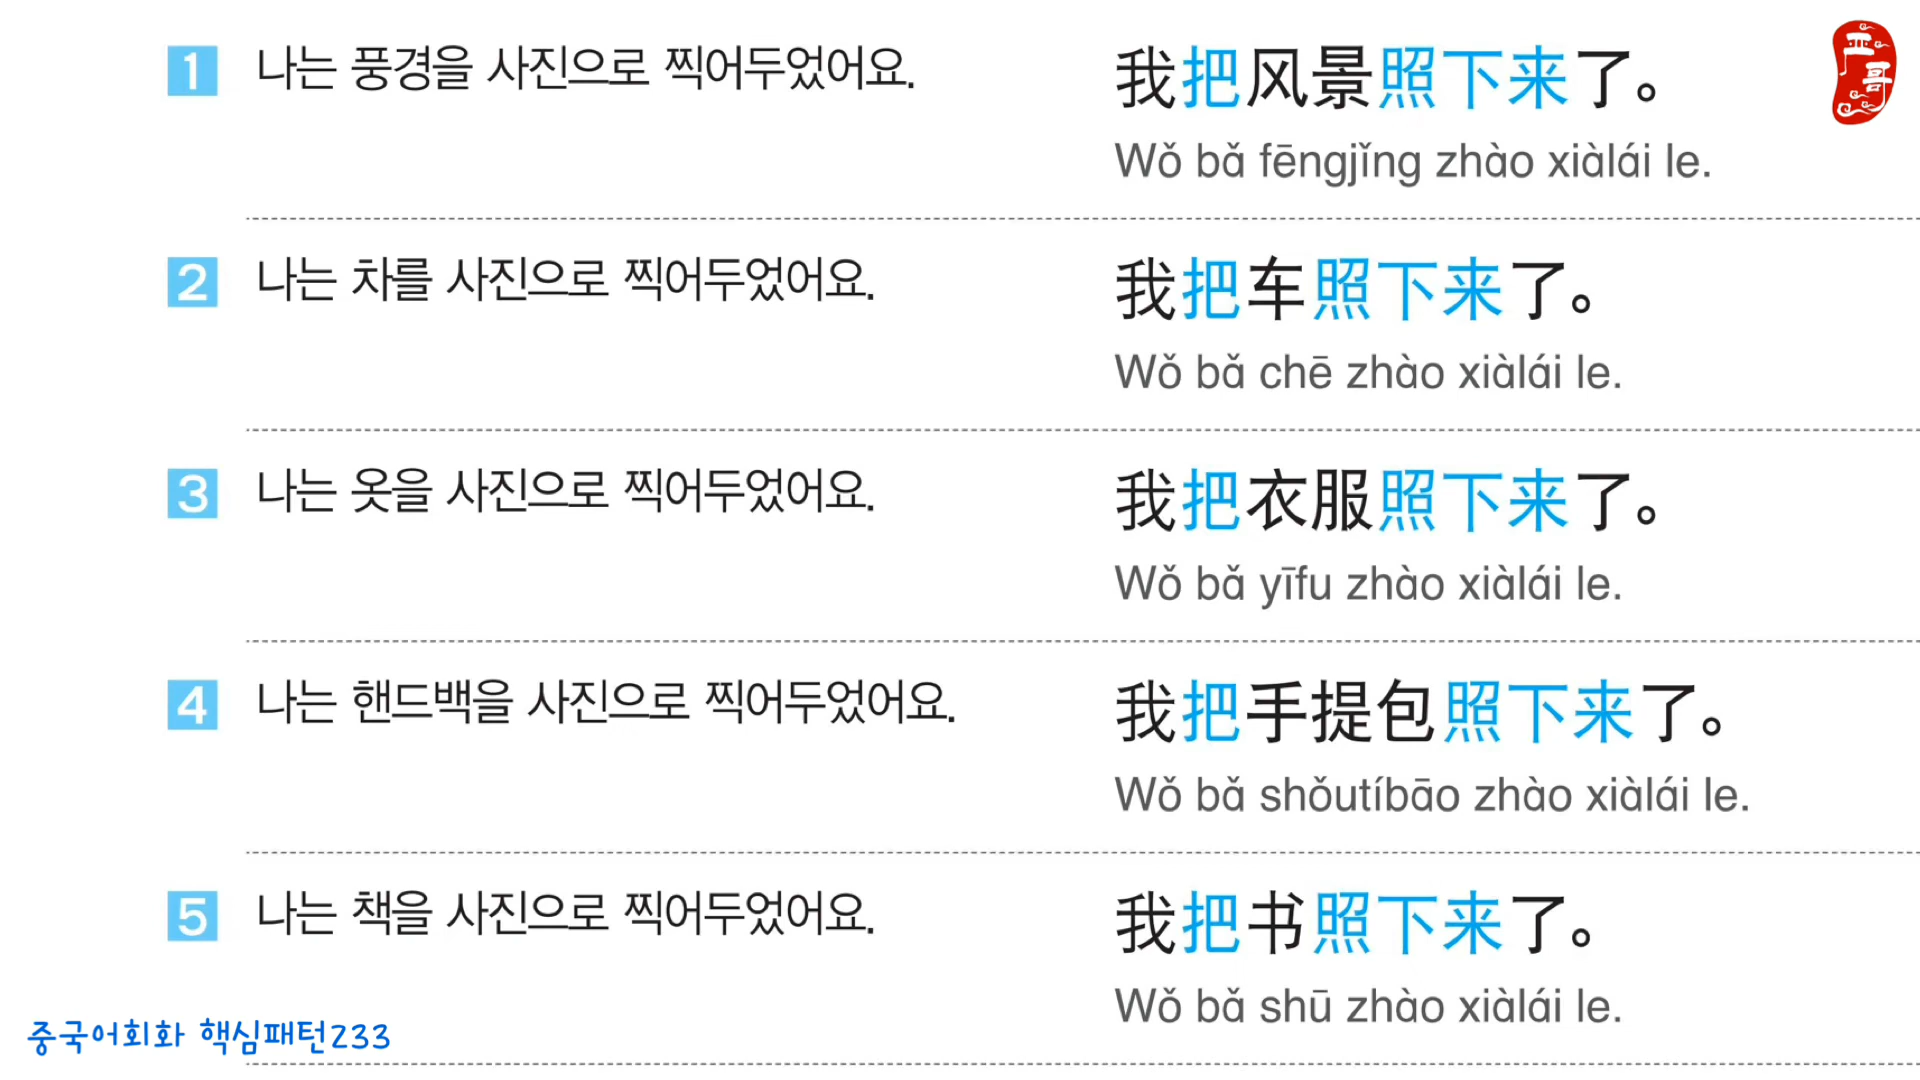 1 나는 풍경을 사진으로 찍어두었어요. 我把风景照下来了。
Wǒ bǎ fēngjǐng zhào xiàlái le.
2 나는 차를 사진으로 찍어두었어요. 我把车照下来了。
Wǒ bǎ chē zhào xiàlái le.
3 나는 옷을 사진으로 찍어두었어요. 我把衣服照下来了。
Wǒ bǎ yīfu zhào xiàlái le.
4 나는 핸드백을 사진으로 찍어두었어요. 我把手提包照下来了。
Wǒ bǎ shǒutíbāo zhào xiàlái le.
5 나는 책을 사진으로 찍어두었어요. 我把书照下来了。
Wǒ bǎ shū zhào xiàlái le.
중국어회화 핵심패턴233